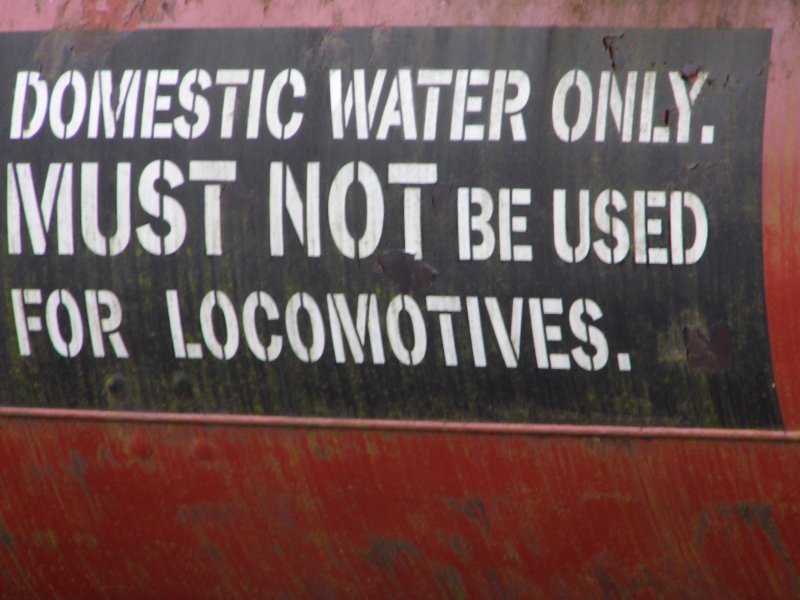 DOMESTIC WATER ONLY.
MUST NOT BE USED
FOR LOCOMOTIVES.